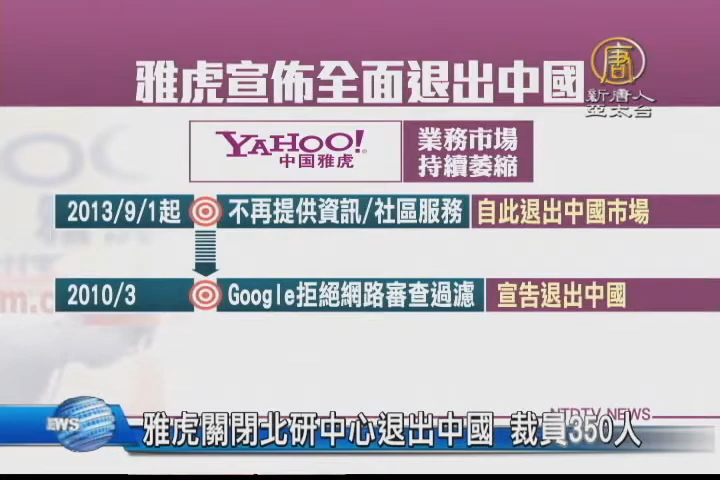 雅虎宣佈全面退出中國
唐
新唐人
亞太台
YAHOO!
中国雅虎
業務市場
持續萎縮
2013/9/1起 不再提供資訊/社區服務 自此退出中國市場
2010/3 Google拒絕網路審查過濾 宣告退出中國
NTDTV NEWS
EWS
雅虎關閉北研中心退出中國 裁員350人